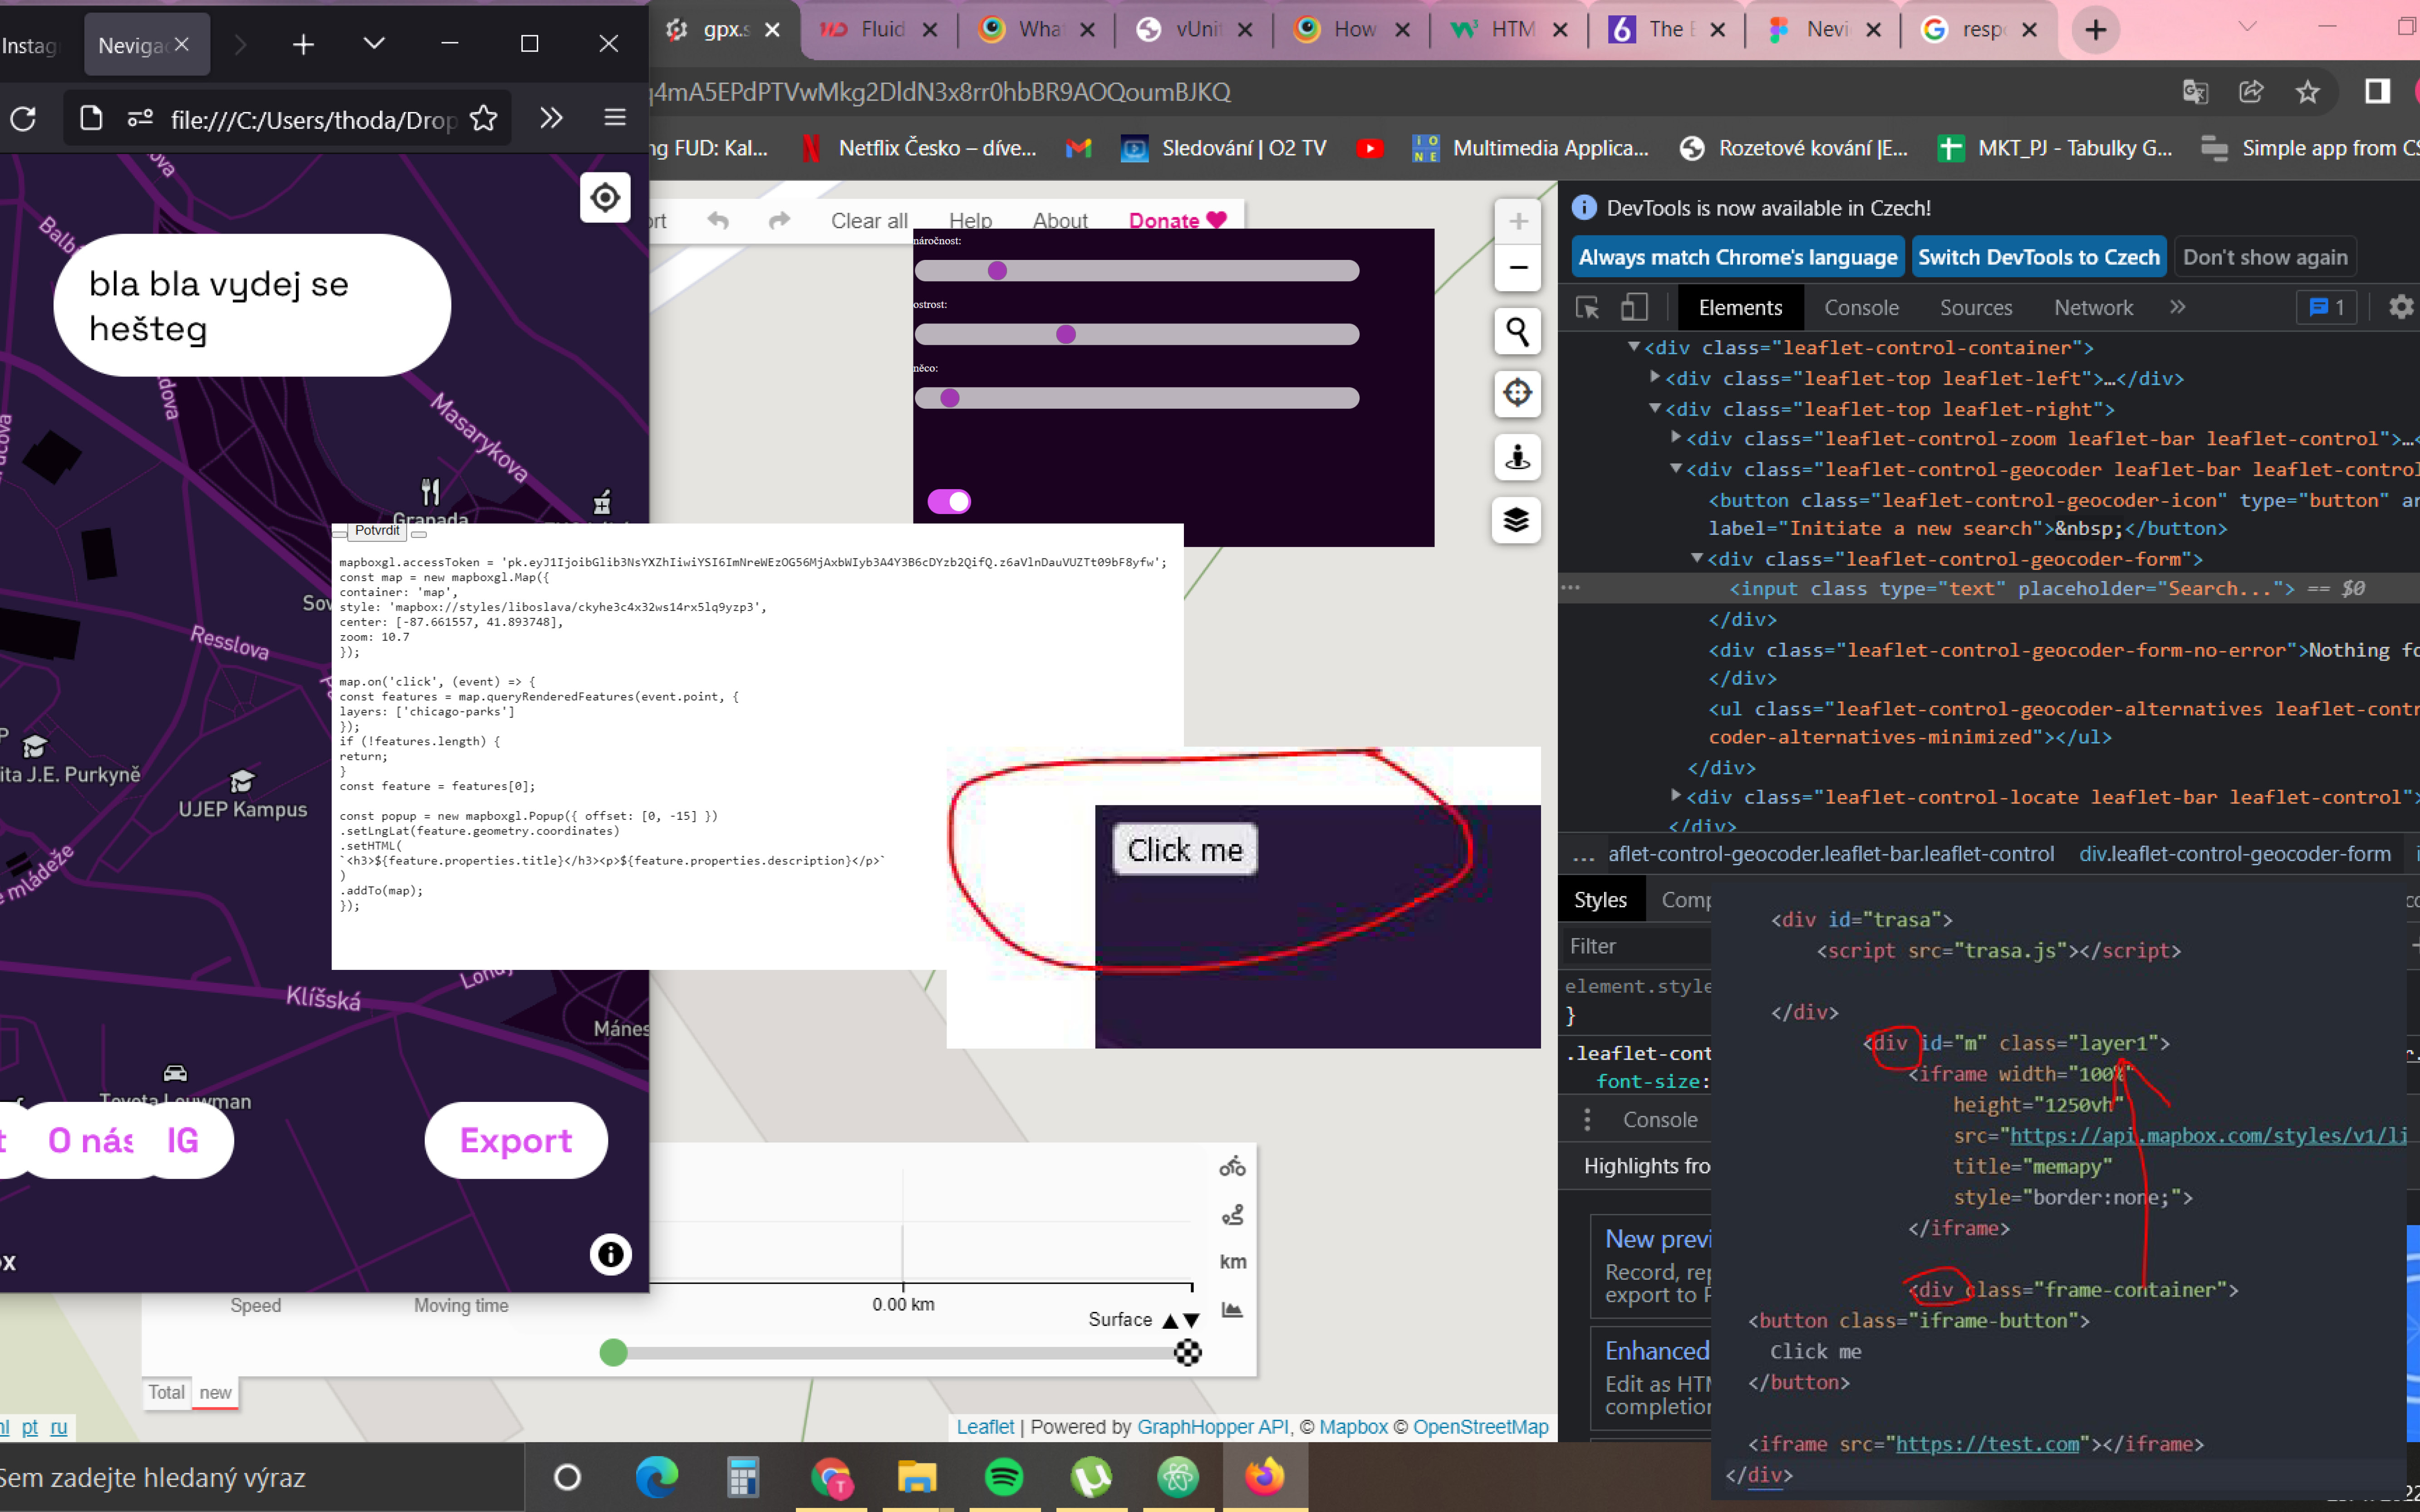 Instag
Neviga
gpx.s
Fluid
What
vUnit
How
HTM
The E
Nevi
resp
file:///C:/Users/thoda/Drop
q4mA5EPdPTVwMkg2DldN3x8rr0hbBR9AOQoumBJKQ
ng FUD: Kal...
Netflix Česko – díve...
Sledování | O2 TV
Multimedia Applica...
Rozetové kování |E...
MKT_PJ - Tabulky G...
Simple app from CS
ort
Clear all
Help
About
Donate
bla bla vydej se
hešteg
Masarykova
Granada
Resslova
ita J.E. Purkyně
UJEP Kampus
e mládeže
Klíšská
Mánes
Toyota Louwman
t
O nás
IG
Export
ox
náročnost:
ostrost:
něco:
Potvrdit
const map = new mapboxgl.Map({
container: 'map',
style: 'mapbox://styles/liboslava/ckyhe3c4x32ws14rx5lq9yzp3',
center: [-87.661557, 41.893748],
zoom: 10.7
});
map.on('click', (event) => {
const features = map.queryRenderedFeatures(event.point, {
layers: ['chicago-parks']
});
if (!features.length) {
return;
}
const feature = features[0];
const popup = new mapboxgl.Popup({ offset: [0, -15] })
.setLngLat(feature.geometry.coordinates)
.setHTML(
`<h3>${feature.properties.title}</h3><p>${feature.properties.description}</p>`
)
.addTo(map);
});
Click me
Speed
Moving time
0.00 km
km
Surface
Total
new
nl pt ru
Leaflet | Powered by GraphHopper API, © Mapbox © OpenStreetMap
DevTools is now available in Czech!
Always match Chrome's language
Switch DevTools to Czech
Don't show again
Elements
Console
Sources
Network
1
<div class="leaflet-control-container">
<div class="leaflet-top leaflet-left">…</div>
<div class="leaflet-top leaflet-right">
<div class="leaflet-control-zoom leaflet-bar leaflet-control">…<
<div class="leaflet-control-geocoder leaflet-bar leaflet-control
<button class="leaflet-control-geocoder-icon" type="button" ar
label="Initiate a new search">&nbsp;</button>
<div class="leaflet-control-geocoder-form">
<input class type="text" placeholder="Search..."> == $0
</div>
<div class="leaflet-control-geocoder-form-no-error">Nothing fo
</div>
<ul class="leaflet-control-geocoder-alternatives leaflet-contr
coder-alternatives-minimized"></ul>
</div>
<div class="leaflet-control-locate leaflet-bar leaflet-control">
</div>
... aflet-control-geocoder.leaflet-bar.leaflet-control
div.leaflet-control-geocoder-form
Styles
Comp
Filter
element.style
}
.leaflet-cont
font-size:
Console
Highlights fro
New previ
Record, rep
export to P
Enhanced
Edit as HTM
completion
<div id="trasa">
<script src="trasa.js"></script>
</div>
<div id="m" class="layer1">
<iframe width="100%"
height="1250vh"
src="https://api.mapbox.com/styles/v1/li
title="memapy"
style="border:none;">
</iframe>
<div class="frame-container">
<button class="iframe-button">
Click me
</button>
<iframe src="https://test.com"></iframe>
</div>
Sem zadejte hledaný výraz